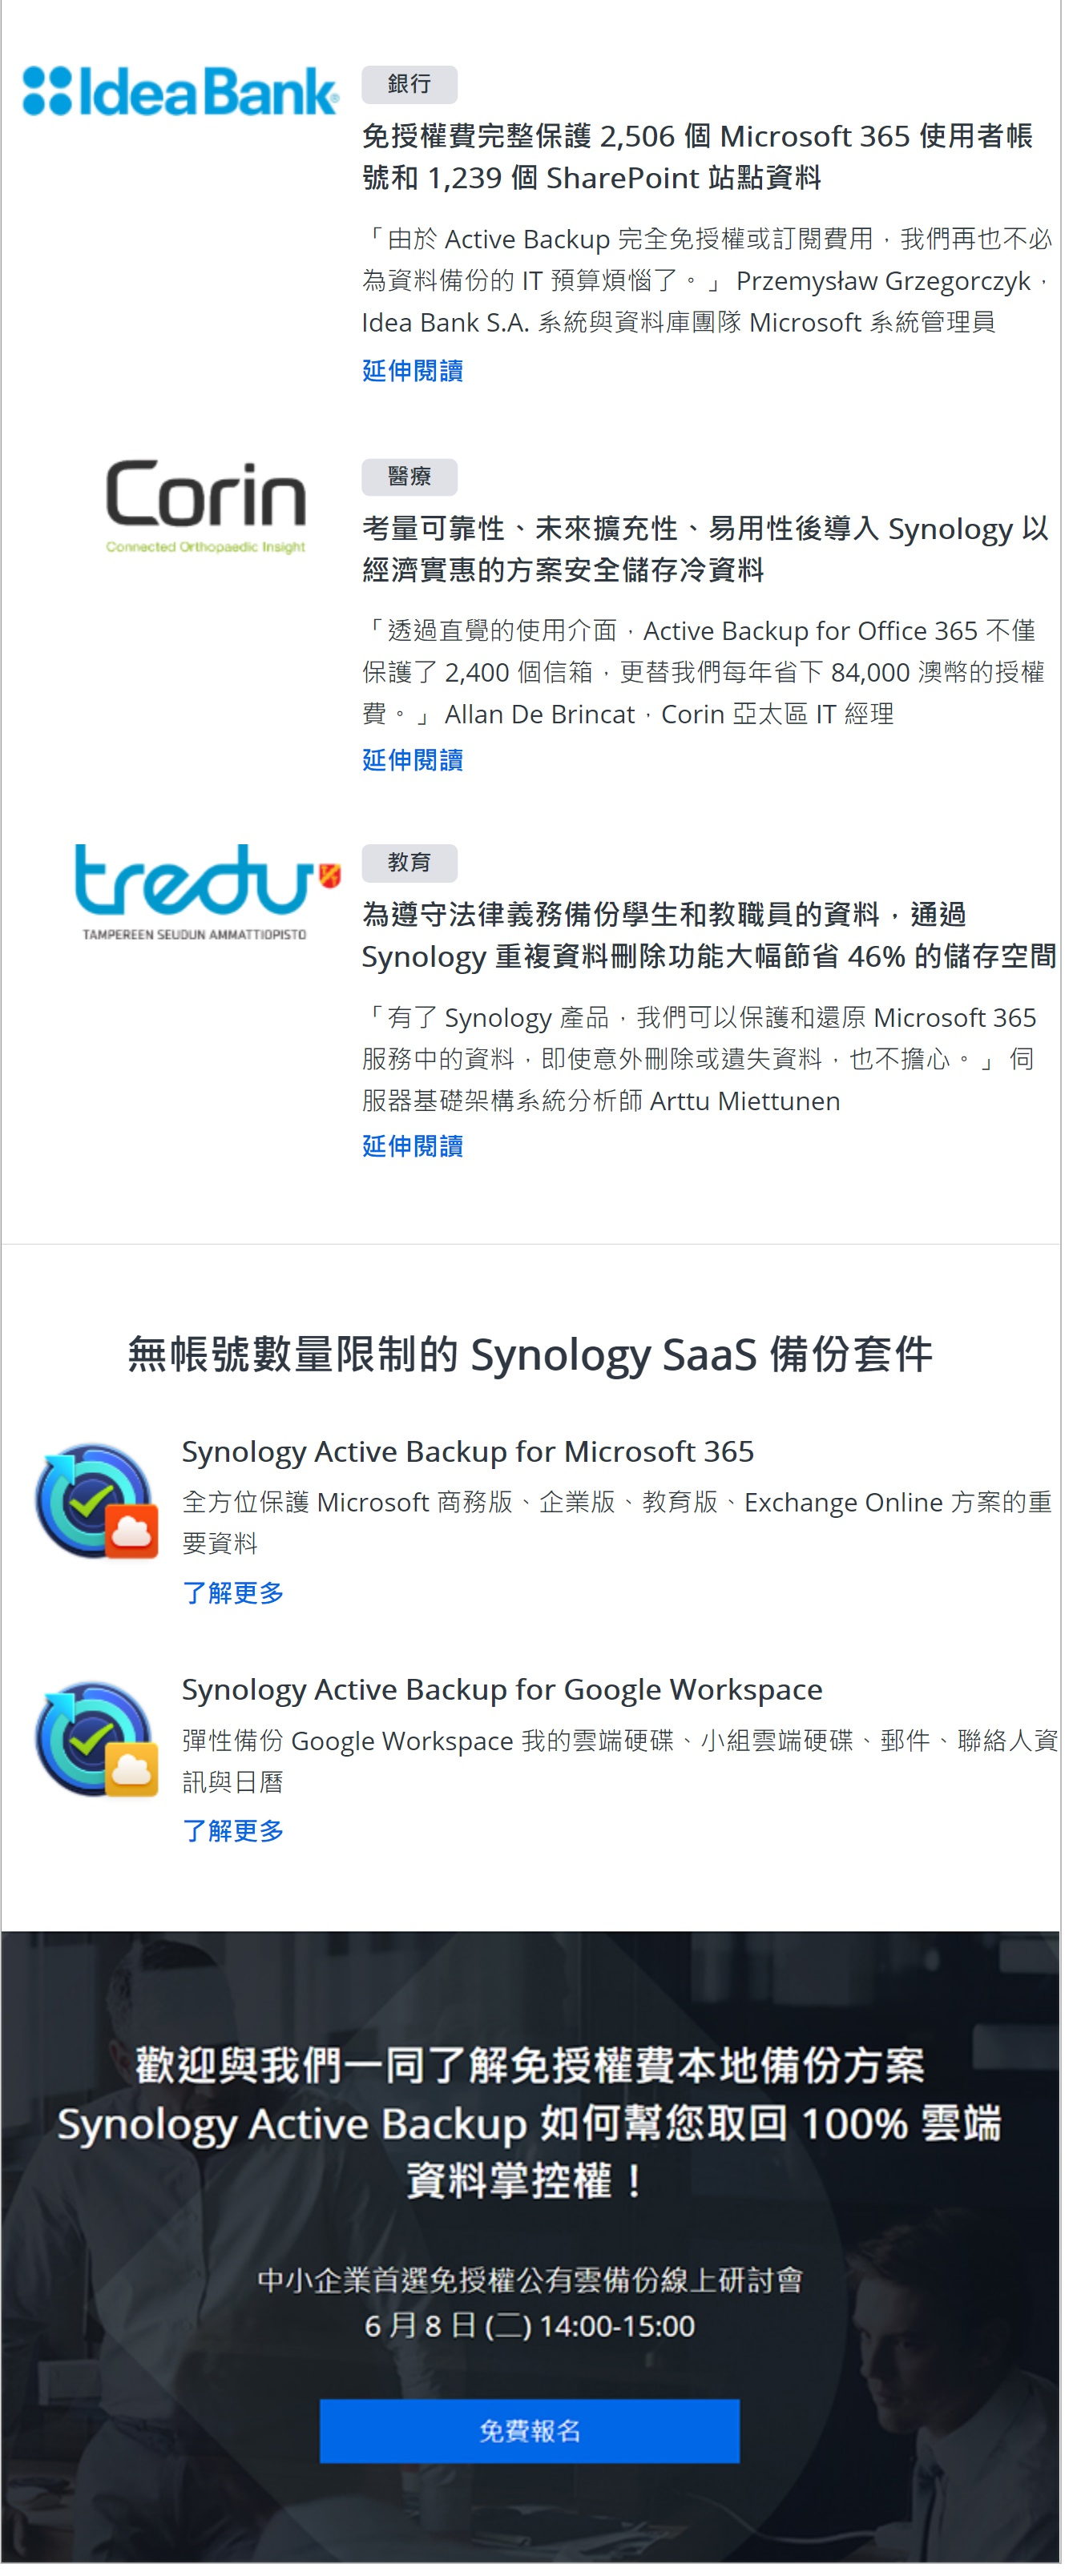 IdeaBank®
銀行
免授權費完整保護 2,506 個 Microsoft 365 使用者帳
號和 1,239 個 SharePoint 站點資料
「由於 Active Backup 完全免授權或訂閱費用，我們再也不必
為資料備份的 IT 預算煩惱了。」 Przemysław Grzegorczyk，
Idea Bank S.A. 系統與資料庫團隊 Microsoft 系統管理員
延伸閱讀
Corin
Connected Orthopaedic Insight
醫療
考量可靠性、未來擴充性、易用性後導入 Synology 以
經濟實惠的方案安全儲存冷資料
「透過直覺的使用介面，Active Backup for Office 365 不僅
保護了 2,400 個信箱，更替我們每年省下 84,000 澳幣的授權
費。」 Allan De Brincat，Corin 亞太區 IT 經理
延伸閱讀
tredu
TAMPEREEN SEUDUN AMMATTIOPISTO
教育
為遵守法律義務備份學生和教職員的資料，通過
Synology 重複資料刪除功能大幅節省 46% 的儲存空間
「有了 Synology 產品，我們可以保護和還原 Microsoft 365
服務中的資料，即使意外刪除或遺失資料，也不擔心。」 伺
服器基礎架構系統分析師 Arttu Miettunen
延伸閱讀
無帳號數量限制的 Synology SaaS 備份套件
Synology Active Backup for Microsoft 365
全方位保護 Microsoft 商務版、企業版、教育版、Exchange Online 方案的重
要資料
了解更多
Synology Active Backup for Google Workspace
彈性備份 Google Workspace 我的雲端硬碟、小組雲端硬碟、郵件、聯絡人資
訊與日曆
了解更多
歡迎與我們一同了解免授權費本地備份方案
Synology Active Backup 如何幫您取回 100% 雲端
資料掌控權！
中小企業首選免授權公有雲備份線上研討會
6 月 8 日 (二) 14:00-15:00
免費報名